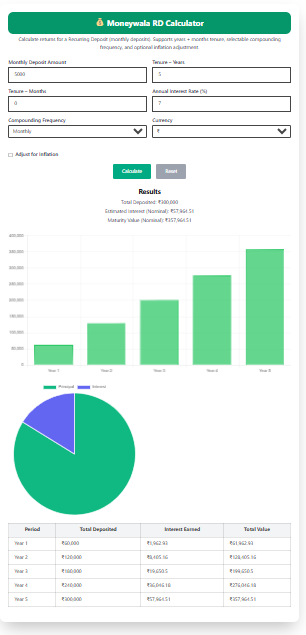 💰 Moneywala RD Calculator
Calculate returns for a Recurring Deposit (monthly deposits). Supports years + months tenure, selectable compounding
frequency, and optional inflation adjustment.
Monthly Deposit Amount Tenure – Years
5000 5
Tenure – Months Annual Interest Rate (%)
0 7
Compounding Frequency Currency
Monthly ₹
Adjust for Inflation
Calculate Reset
Results
Total Deposited: ₹300,000
Estimated Interest (Nominal): ₹57,964.51
Maturity Value (Nominal): ₹357,964.51
400,000
350,000
300,000
250,000
200,000
150,000
100,000
50,000
0
Year 1 Year 2 Year 3 Year 4 Year 5
Principal Interest
Period Total Deposited Interest Earned Total Value
Year 1 ₹60,000 ₹1,962.93 ₹61,962.93
Year 2 ₹120,000 ₹8,405.16 ₹128,405.16
Year 3 ₹180,000 ₹19,650.5 ₹199,650.5
Year 4 ₹240,000 ₹36,046.18 ₹276,046.18
Year 5 ₹300,000 ₹57,964.51 ₹357,964.51